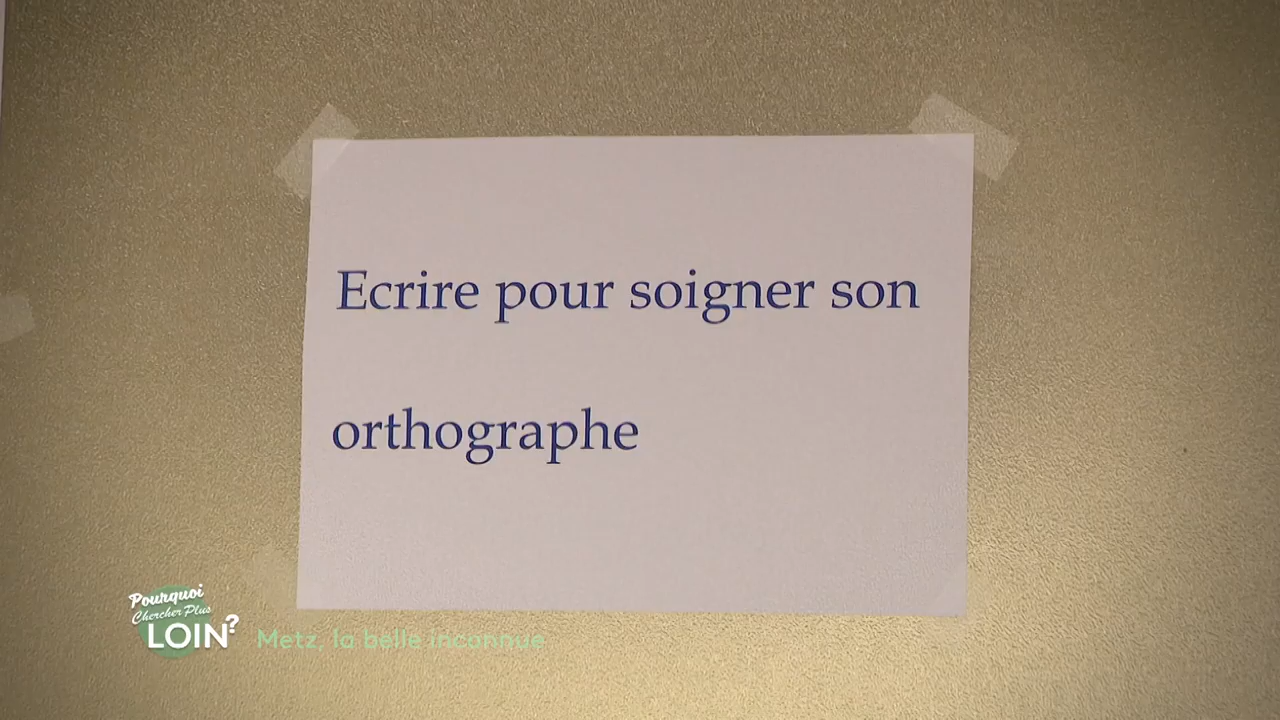 Ecrire pour soigner son
orthographe
Pourquoi
Chercher Plus
LOIN?
Metz, la belle inconnue